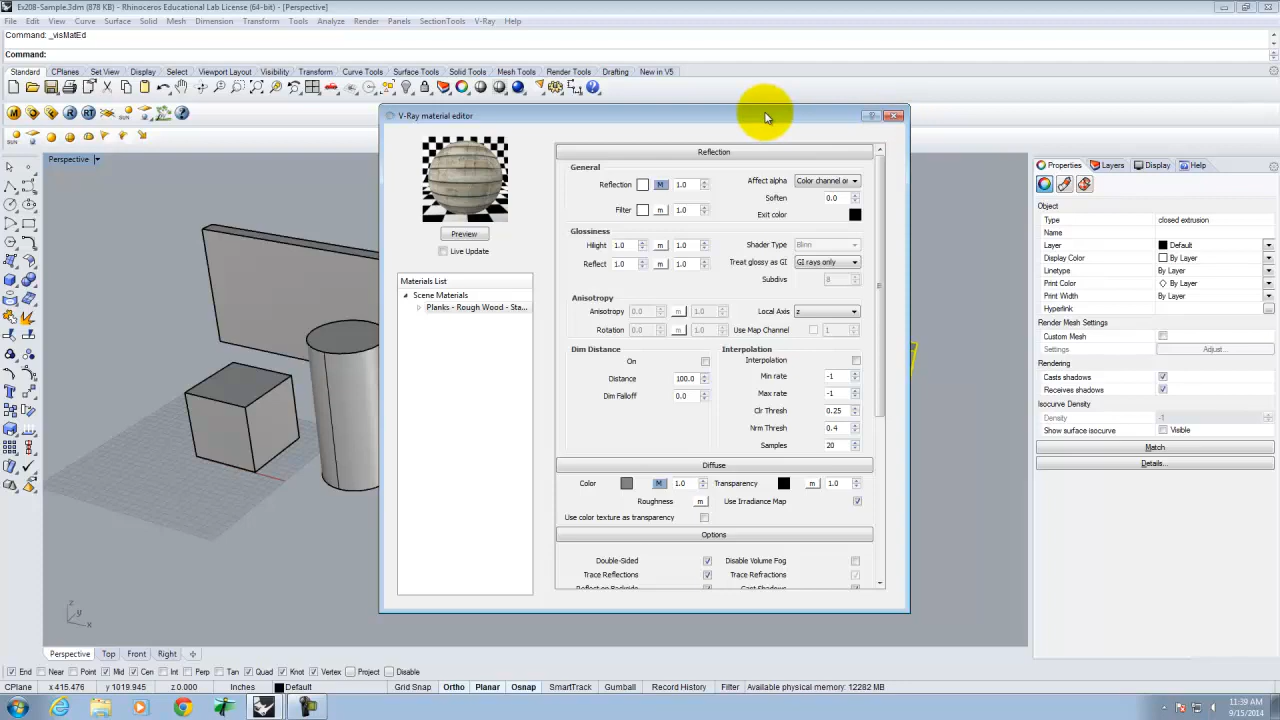 Ex208-Sample.3dm (878 KB) - Rhinoceros Educational Lab License (64-bit) - [Perspective]
File Edit View Curve Surface Solid Mesh Dimension Transform Tools Analyze Render Panels SectionTools V-Ray Help
Command: _visMatEd
Command:
Standard CPlanes Set View Display Select Viewport Layout Visibility Transform Curve Tools Surface Tools Solid Tools Mesh Tools Render Tools Drafting New in V5
Perspective
V-Ray material editor
Preview
Live Update
Materials List
Scene Materials
Planks - Rough Wood - Sta...
Reflection
General
Reflection M 1.0 Affect alpha Color channel or
Soften 0.0
Filter m 1.0 Exit color
Glossiness
Hilight 1.0 m 1.0 Shader Type Blinn
Reflect 1.0 m 1.0 Treat glossy as GI GI rays only
Subdivs 8
Anisotropy
Anisotropy 0.0 m 1.0 Local Axis z
Rotation 0.0 m 1.0 Use Map Channel 1
Dim Distance Interpolation
On Interpolation
Distance 100.0 Min rate -1
Dim Falloff 0.0 Max rate -1
Clr Thresh 0.25
Nrm Thresh 0.4
Samples 20
Diffuse
Color M 1.0 Transparency m 1.0
Roughness m Use Irradiance Map
Use color texture as transparency
Options
Double-Sided Disable Volume Fog
Trace Reflections Trace Refractions
Reflect on Backside Cast Shadows
Properties Layers Display Help
Object
Type closed extrusion
Name
Layer Default
Display Color By Layer
Linetype By Layer
Print Color By Layer
Print Width By Layer
Hyperlink
Render Mesh Settings
Custom Mesh
Settings Adjust...
Rendering
Casts shadows
Receives shadows
Isocurve Density
Density -1
Show surface isocurve Visible
Match
Details...
z
y
x
Perspective Top Front Right
End Near Point Mid Cen Int Perp Tan Quad Knot Vertex Project Disable
CPlane x 415.476 y 1019.945 z 0.000 Inches Default Grid Snap Ortho Planar Osnap SmartTrack Gumball Record History Filter Available physical memory: 12282 MB
11:39 AM
9/15/2014